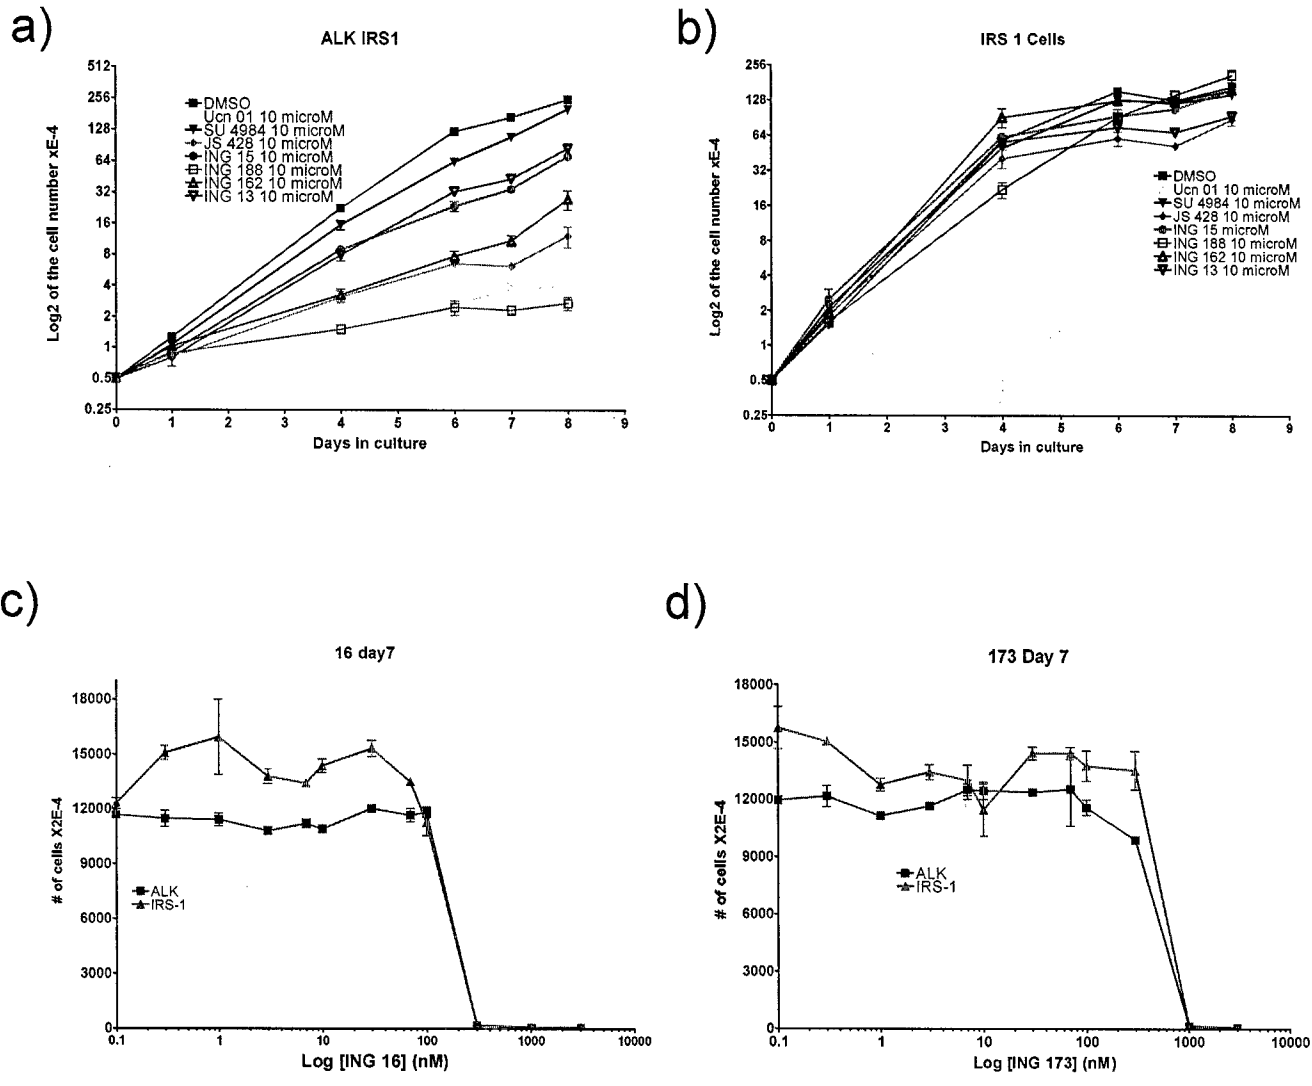 a)
ALK IRS1
512
256
128
64
32
16
8
4
2
1
0.5
0.25
Log2 of the cell number xE-4
DMSO
Ucn 01 10 microM
SU 4984 10 microM
JS 428 10 microM
ING 15 10 microM
ING 188 10 microM
ING 162 10 microM
ING 13 10 microM
0 1 2 3 4 5 6 7 8 9
Days in culture
b)
IRS 1 Cells
256
128
64
32
16
8
4
2
1
0.5
0.25
Log2 of the cell number xE-4
DMSO
Ucn 01 10 microM
SU 4984 10 microM
JS 428 10 microM
ING 15 microM
ING 188 10 microM
ING 162 10 microM
ING 13 10 microM
0 1 2 3 4 5 6 7 8 9
Days in culture
c)
16 day7
18000
15000
12000
9000
6000
3000
0
# of cells X2E-4
ALK
IRS-1
0.1 1 10 100 1000 10000
Log [ING 16] (nM)
d)
173 Day 7
18000
15000
12000
9000
6000
3000
0
# of cells X2E-4
ALK
IRS-1
0.1 1 10 100 1000 10000
Log [ING 173] (nM)